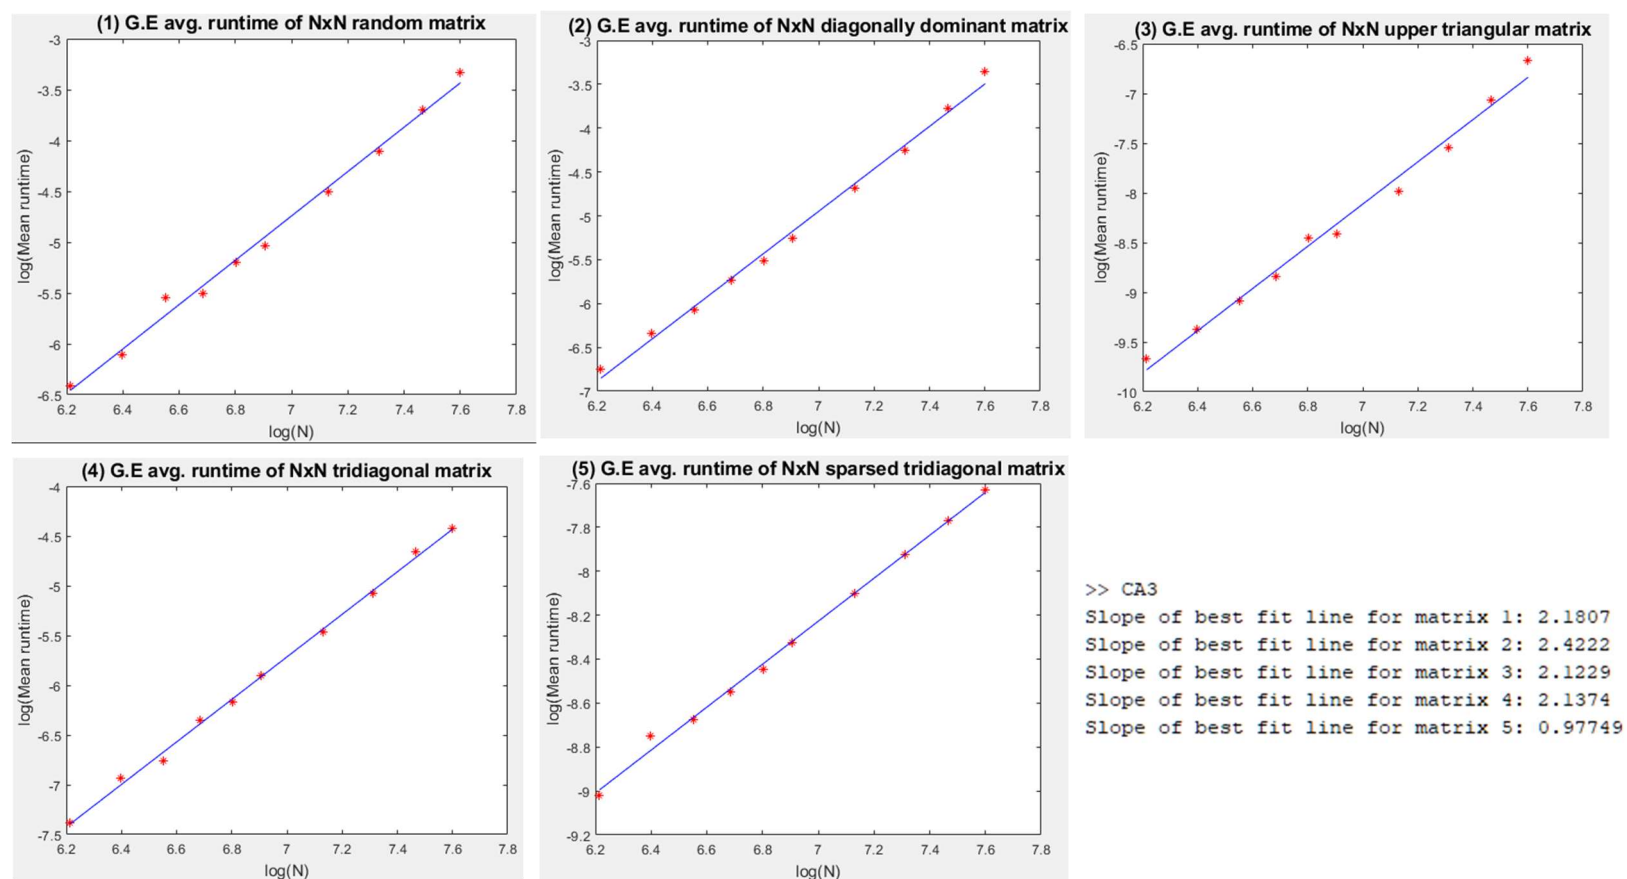 (1) G.E avg. runtime of NxN random matrix
-3
-3.5
-4
-4.5
-5
-5.5
-6
-6.5
log(Mean runtime)
6.2 6.4 6.6 6.8 7 7.2 7.4 7.6 7.8
log(N)
(2) G.E avg. runtime of NxN diagonally dominant matrix
-3
-3.5
-4
-4.5
-5
-5.5
-6
-6.5
-7
log(Mean runtime)
6.2 6.4 6.6 6.8 7 7.2 7.4 7.6 7.8
log(N)
(3) G.E avg. runtime of NxN upper triangular matrix
-6.5
-7
-7.5
-8
-8.5
-9
-9.5
-10
log(Mean runtime)
6.2 6.4 6.6 6.8 7 7.2 7.4 7.6 7.8
log(N)
(4) G.E avg. runtime of NxN tridiagonal matrix
-4
-4.5
-5
-5.5
-6
-6.5
-7
-7.5
log(Mean runtime)
6.2 6.4 6.6 6.8 7 7.2 7.4 7.6 7.8
log(N)
(5) G.E avg. runtime of NxN sparsed tridiagonal matrix
-7.6
-7.8
-8
-8.2
-8.4
-8.6
-8.8
-9
-9.2
log(Mean runtime)
6.2 6.4 6.6 6.8 7 7.2 7.4 7.6 7.8
log(N)
>> CA3
Slope of best fit line for matrix 1: 2.1807
Slope of best fit line for matrix 2: 2.4222
Slope of best fit line for matrix 3: 2.1229
Slope of best fit line for matrix 4: 2.1374
Slope of best fit line for matrix 5: 0.97749